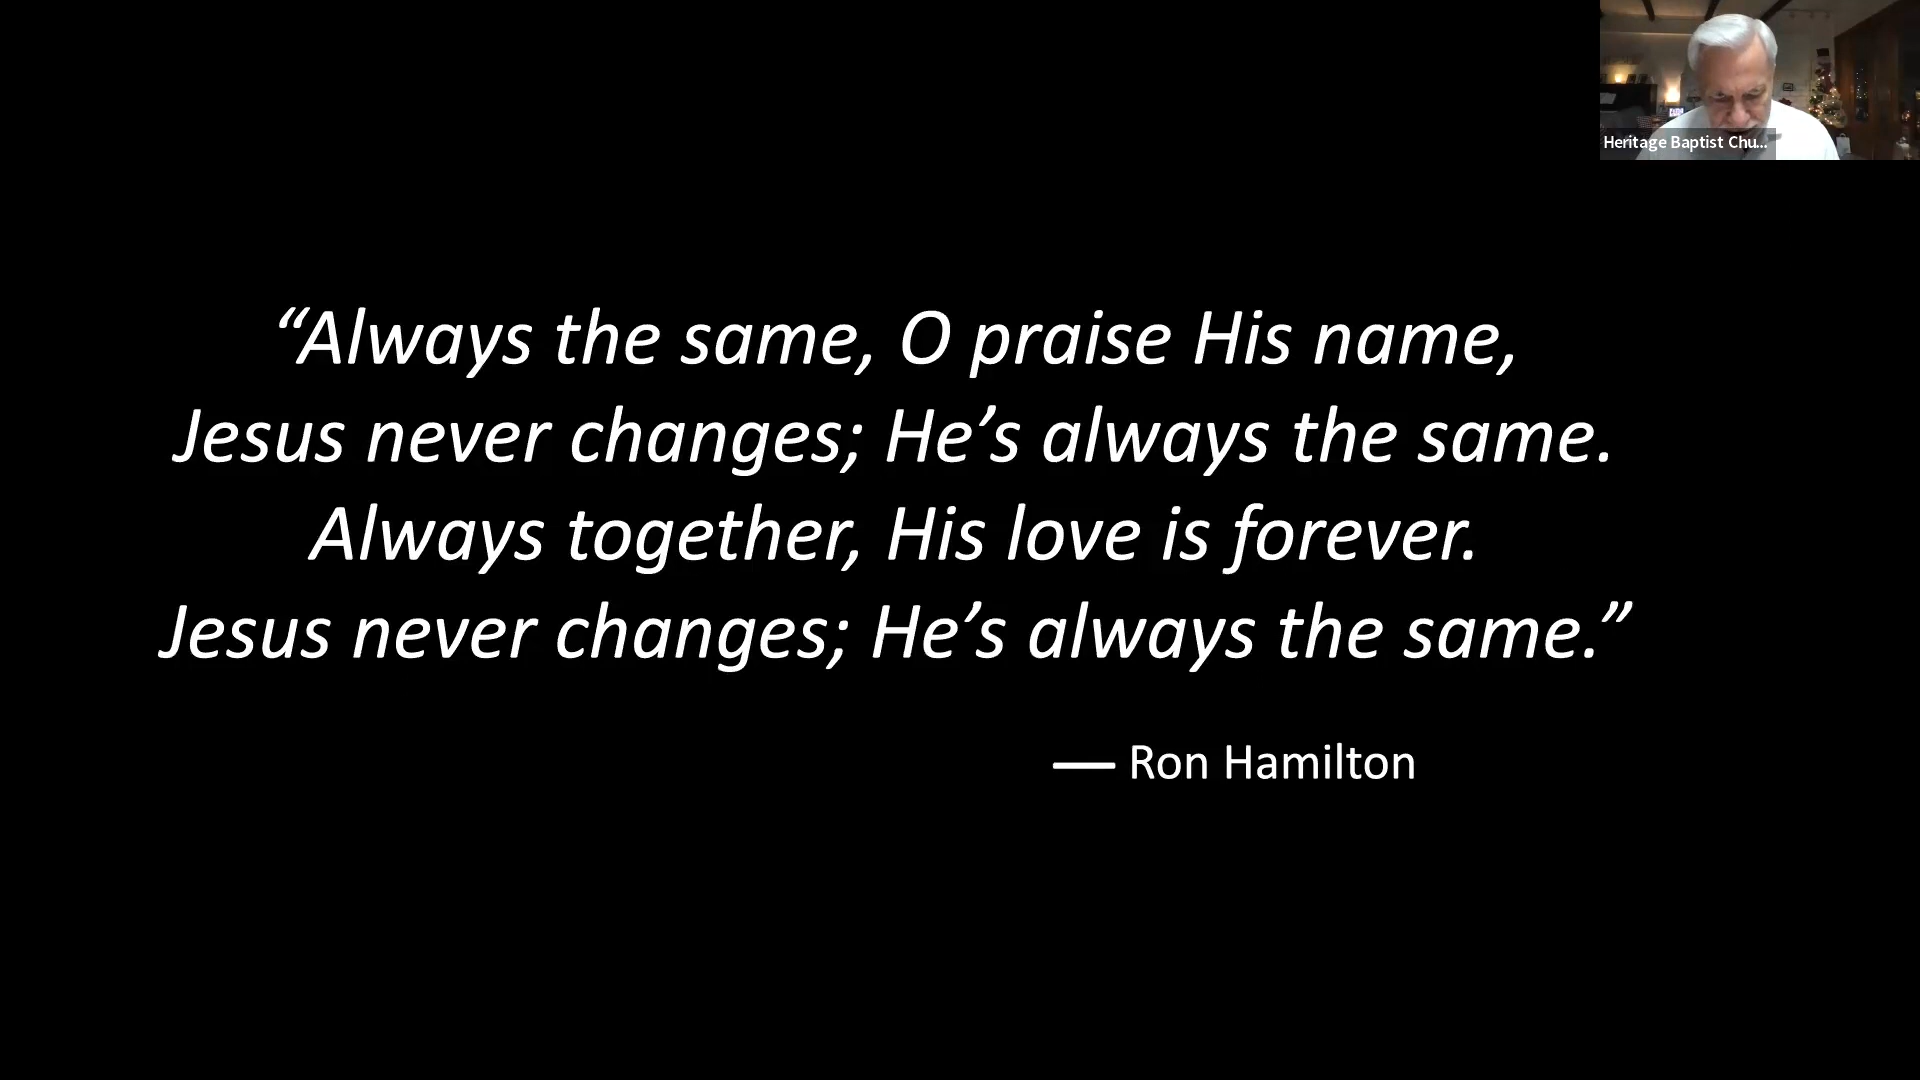 Heritage Baptist Chu...
“Always the same, O praise His name,
Jesus never changes; He’s always the same.
Always together, His love is forever.
Jesus never changes; He’s always the same.”
— Ron Hamilton